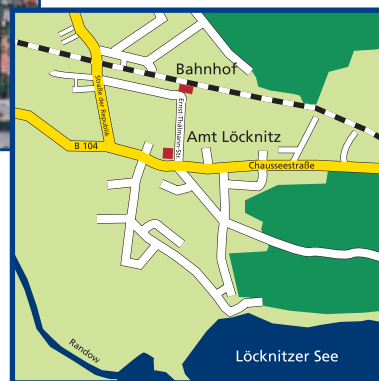 Bahnhof
Straße der Republik
Ernst-Thälmann-Str.
Amt Löcknitz
B 104
Chausseestraße
Randow
Löcknitzer See